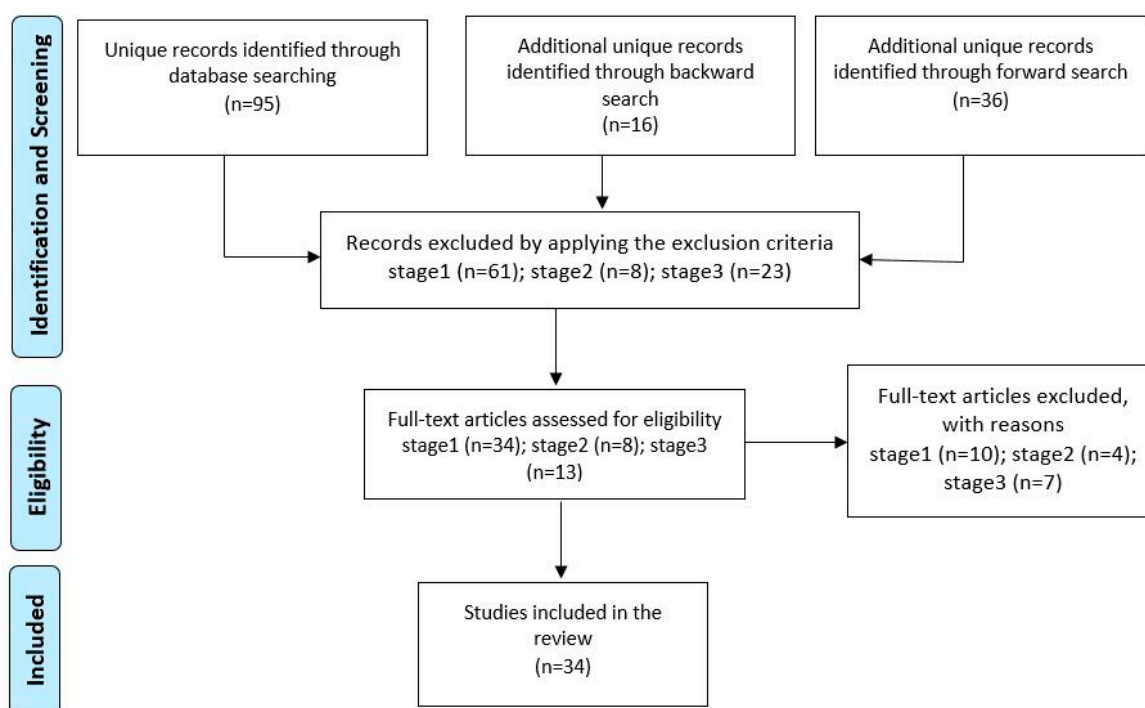 Identification and Screening
Unique records identified through
database searching
(n=95)
Additional unique records
identified through backward
search
(n=16)
Additional unique records
identified through forward search
(n=36)
Records excluded by applying the exclusion criteria
stage1 (n=61); stage2 (n=8); stage3 (n=23)
Eligibility
Full-text articles assessed for eligibility
stage1 (n=34); stage2 (n=8); stage3
(n=13)
Full-text articles excluded,
with reasons
stage1 (n=10); stage2 (n=4);
stage3 (n=7)
Included
Studies included in the
review
(n=34)